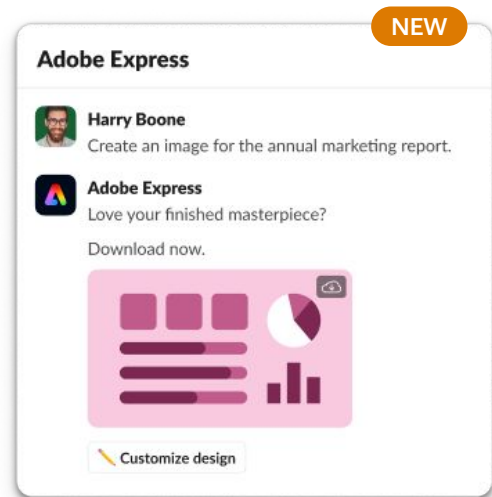 NEW
Adobe Express
Harry Boone
Create an image for the annual marketing report.
Adobe Express
Love your finished masterpiece?
Download now.
Customize design